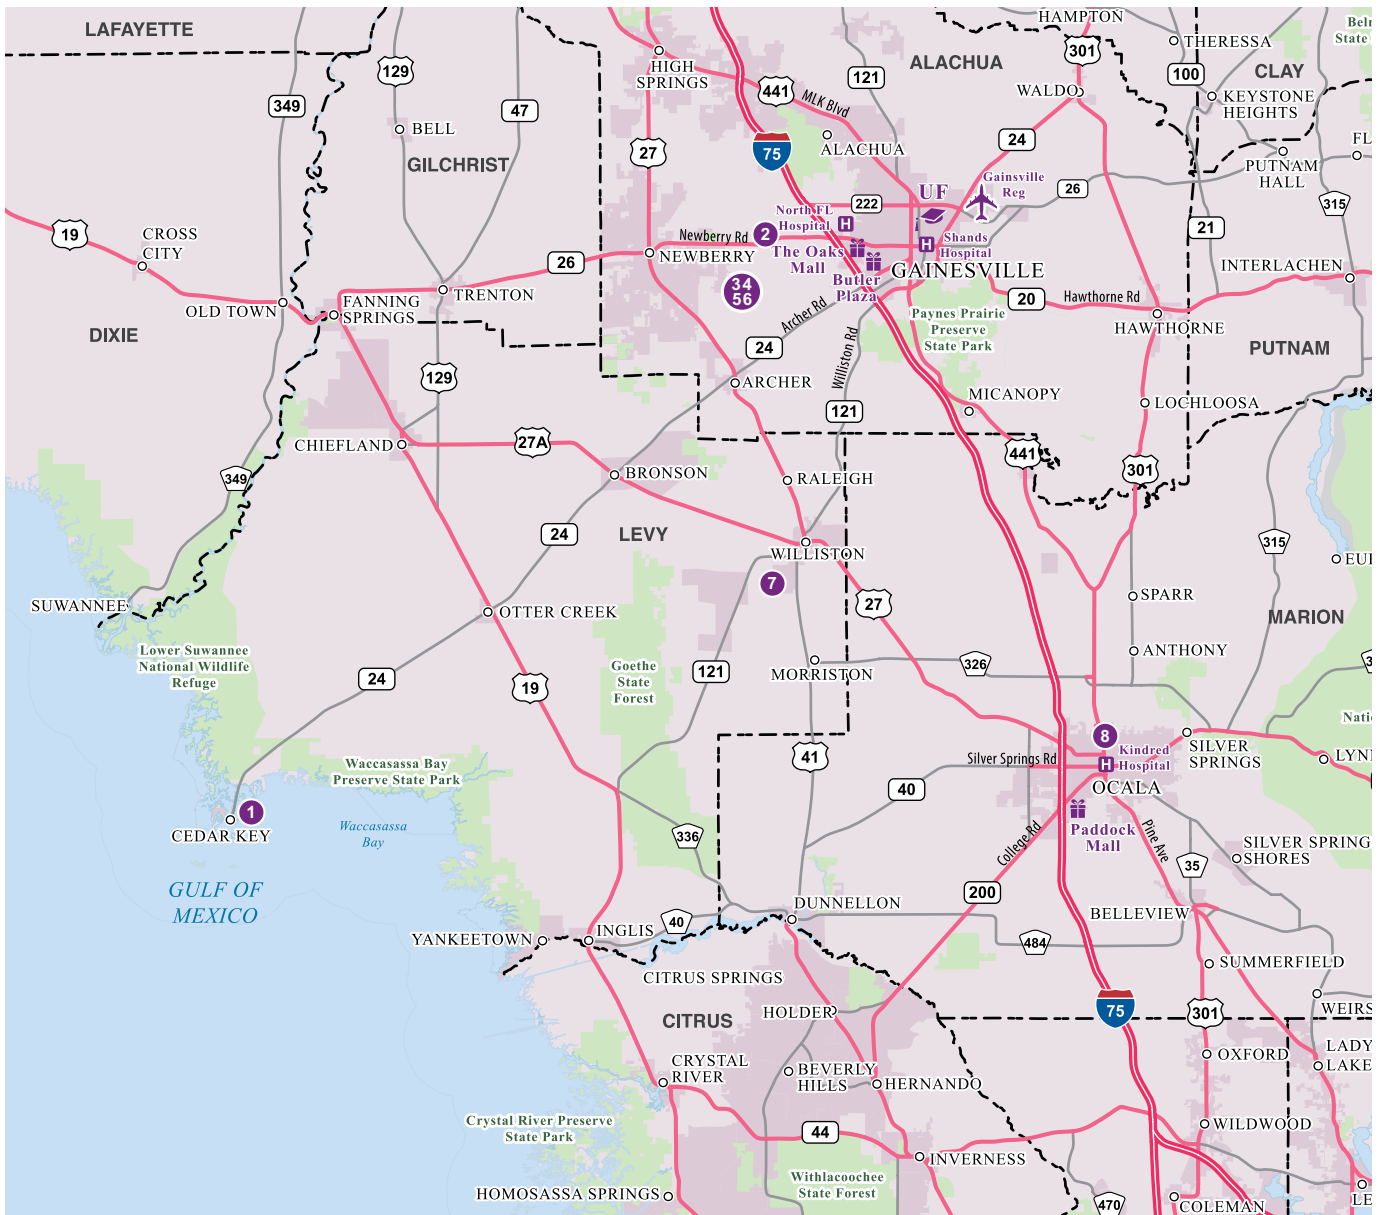 LAFAYETTE
HAMPTON
Beln
State
THERESSA
301
129
HIGH
SPRINGS
121
ALACHUA
100
CLAY
349
47
441
MLK Blvd
WALDO
KEYSTONE
HEIGHTS
BELL
24
FL
GILCHRIST
27
75
ALACHUA
PUTNAM
HALL
UF
Gainsville
Reg
26
315
19
CROSS
CITY
222
North FL
Hospital
2
Newberry Rd
NEWBERRY
The Oaks
Mall
Shands
Hospital
H
H
21
26
GAINESVILLE
INTERLACHEN
34
56
Butler
Plaza
TRENTON
FANNING
SPRINGS
OLD TOWN
20
Hawthorne Rd
Archer Rd
Paynes Prairie
Preserve
State Park
HAWTHORNE
DIXIE
24
Williston Rd
PUTNAM
129
ARCHER
MICANOPY
LOCHLOOSA
121
CHIEFLAND
27A
441
301
349
BRONSON
RALEIGH
24
LEVY
315
WILLISTON
EUR
7
SUWANNEE
OTTER CREEK
27
SPARR
MARION
Lower Suwannee
National Wildlife
Refuge
Goethe
State
Forest
ANTHONY
24
121
MORRISTON
326
3
19
Natio
8
Kindred
Hospital
H
SILVER
SPRINGS
Waccasassa Bay
Preserve State Park
41
Silver Springs Rd
LYN
40
OCALA
1
CEDAR KEY
Waccasassa
Bay
336
College Rd
Paddock
Mall
Pine Ave
SILVER SPRING
SHORES
35
GULF OF
MEXICO
200
DUNNELLON
BELLEVIEW
YANKEETOWN
INGLIS
40
484
CITRUS SPRINGS
SUMMERFIELD
CITRUS
HOLDER
75
301
WEIRS
CRYSTAL
RIVER
BEVERLY
HILLS
HERNANDO
OXFORD
LADY
LAKE
Crystal River Preserve
State Park
44
WILDWOOD
INVERNESS
Withlacoochee
State Forest
HOMOSASSA SPRINGS
470
COLEMAN
LE